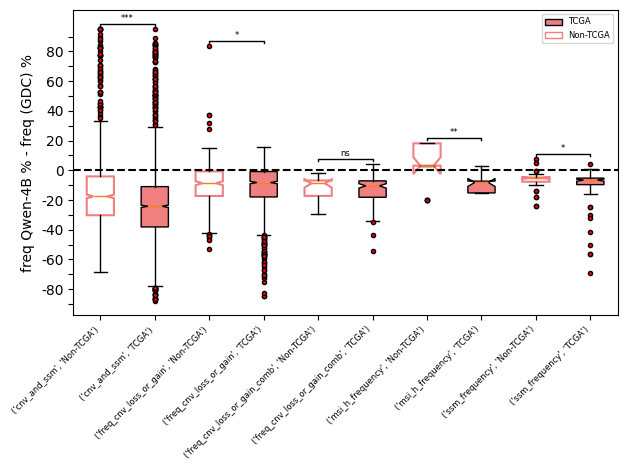 ***
*
ns
**
*
TCGA
Non-TCGA
freq Qwen-4B % - freq (GDC) %
80
60
40
20
0
-20
-40
-60
-80
('cnv_and_ssm', 'Non-TCGA')
('cnv_and_ssm', 'TCGA')
('freq_cnv_loss_or_gain', 'Non-TCGA')
('freq_cnv_loss_or_gain', 'TCGA')
('freq_cnv_loss_or_gain_comb', 'Non-TCGA')
('freq_cnv_loss_or_gain_comb', 'TCGA')
('msi_h_frequency', 'Non-TCGA')
('msi_h_frequency', 'TCGA')
('ssm_frequency', 'Non-TCGA')
('ssm_frequency', 'TCGA')